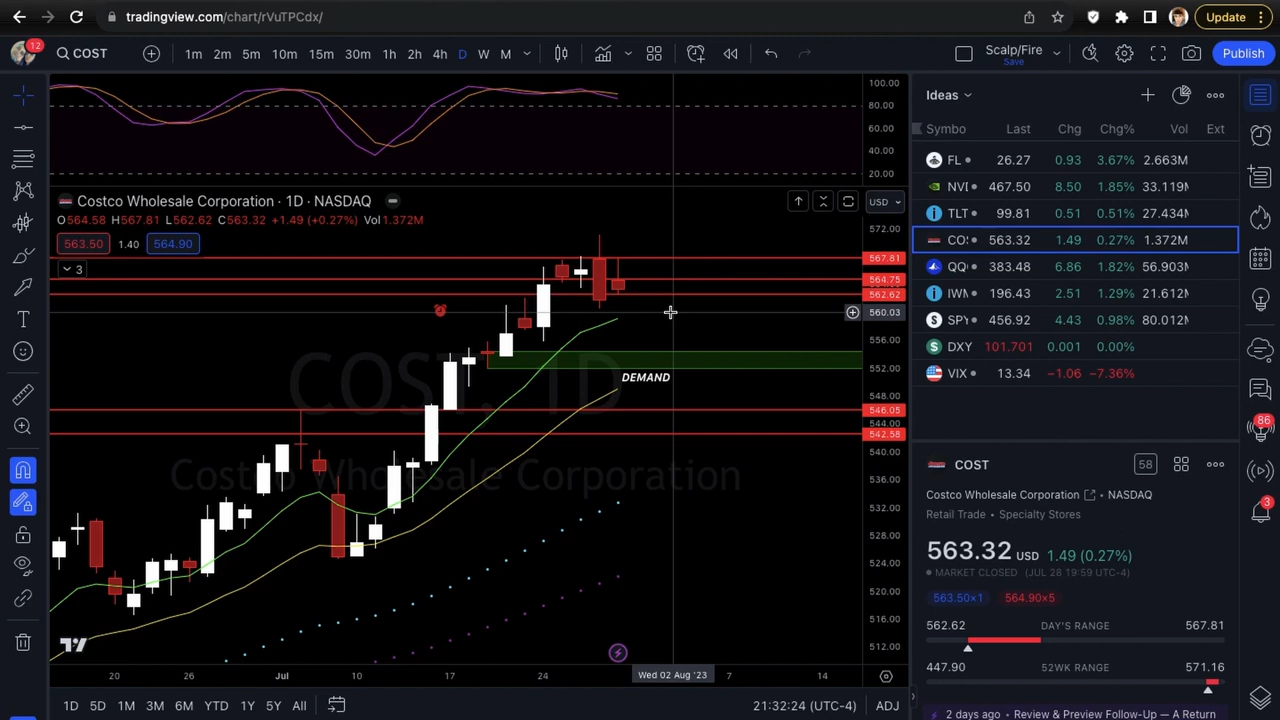 tradingview.com/chart/rVuTPCdx/
Update
12
COST
1m 2m 5m 10m 15m 30m 1h 2h 4h D W M
Scalp/Fire
Save
Publish
100.00
80.00
60.00
40.00
20.00
Costco Wholesale Corporation · 1D · NASDAQ
USD
O564.58 H567.81 L562.62 C563.32 +1.49 (+0.27%) Vol1.372M
563.50 1.40 564.90
3
572.00
567.81
564.75
562.62
560.03
556.00
552.00
548.00
546.05
544.00
542.58
540.00
536.00
532.00
528.00
524.00
520.00
516.00
512.00
DEMAND
COST, 1D
Costco Wholesale Corporation
20 26 Jul 10 17 24 Wed 02 Aug '23 7 14
1D 5D 1M 3M 6M YTD 1Y 5Y All
21:32:24 (UTC-4) ADJ
Ideas
Symbo Last Chg Chg% Vol Ext
FL 26.27 0.93 3.67% 2.663M
NVI 467.50 8.50 1.85% 33.119M
TLT 99.81 0.51 0.51% 27.434M
CO 563.32 1.49 0.27% 1.372M
QQ 383.48 6.86 1.82% 56.903M
IWM 196.43 2.51 1.29% 21.612M
SPY 456.92 4.43 0.98% 80.012M
DXY 101.701 0.001 0.00%
VIX 13.34 −1.06 −7.36%
COST
58
Costco Wholesale Corporation • NASDAQ
Retail Trade • Specialty Stores
563.32 USD 1.49 (0.27%)
MARKET CLOSED (JUL 28 19:59 UTC-4)
563.50×1 564.90×5
562.62 DAY'S RANGE 567.81
447.90 52WK RANGE 571.16
2 days ago • Review & Preview Follow-Up — A Return
86
3